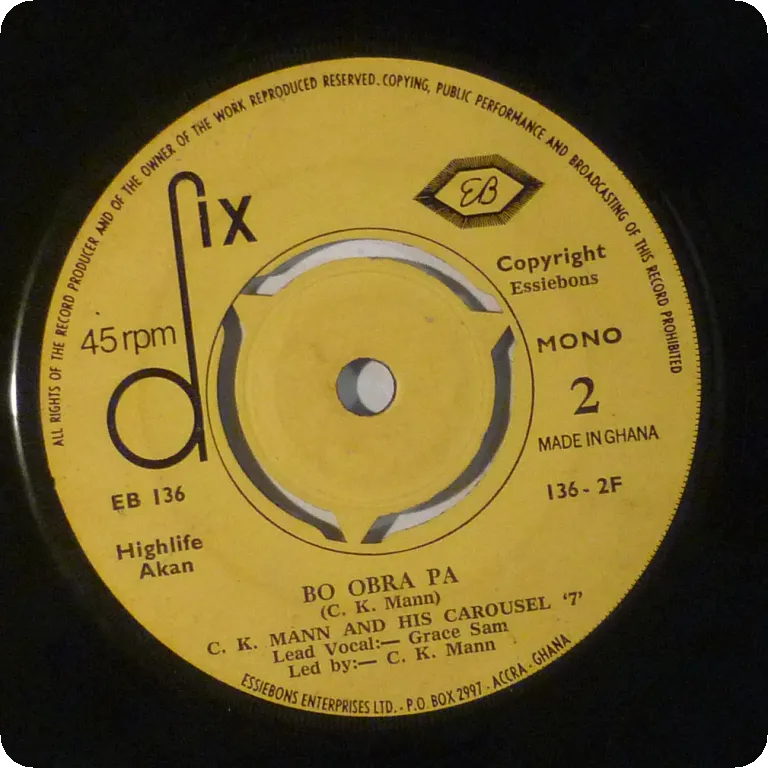 ALL RIGHTS OF THE RECORD PRODUCER AND OF THE OWNER OF THE WORK REPRODUCED RESERVED. COPYING, PUBLIC PERFORMANCE AND BROADCASTING OF THIS RECORD PROHIBITED
dix
EB
Copyright
Essiebons
45 rpm
MONO
2
MADE IN GHANA
EB 136
136 - 2F
Highlife
Akan
BO OBRA PA
(C. K. Mann)
C. K. MANN AND HIS CAROUSEL '7'
Lead Vocal:— Grace Sam
Led by:— C. K. Mann
ESSIEBONS ENTERPRISES LTD. - P.O. BOX 2997 - ACCRA - GHANA